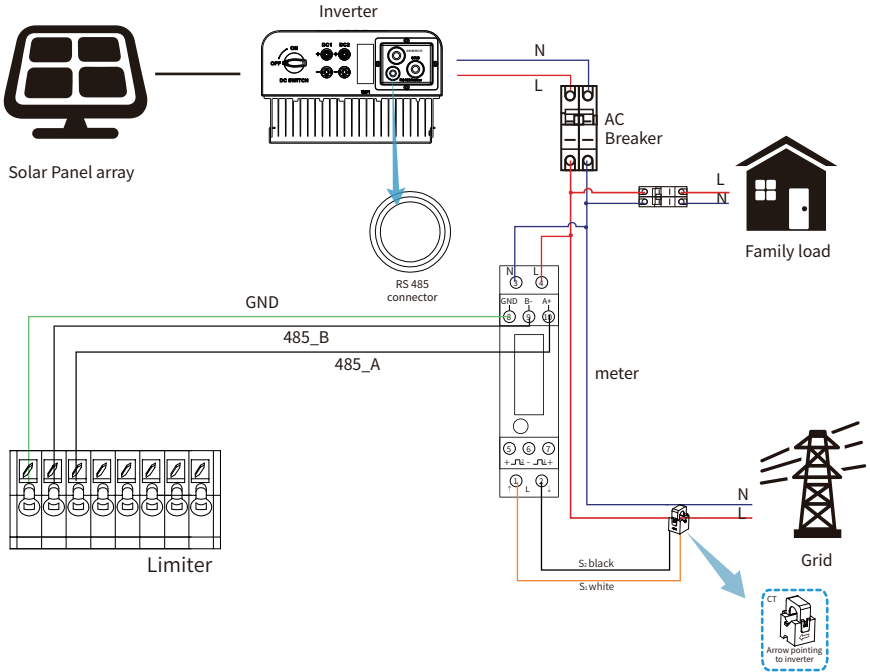 Inverter
N
L
ON
OFF
DC SWITCH
DC1 DC2
AC
Breaker
Solar Panel array
L
N
Family load
RS 485
connector
N L
3 4
GND B- A+
8 9 10
GND
485_B
485_A
meter
5 6 7
+ - +
1 2
↑ L ↓
N
L
Limiter
S₂ black
S₁ white
Grid
CT
Arrow pointing
to inverter